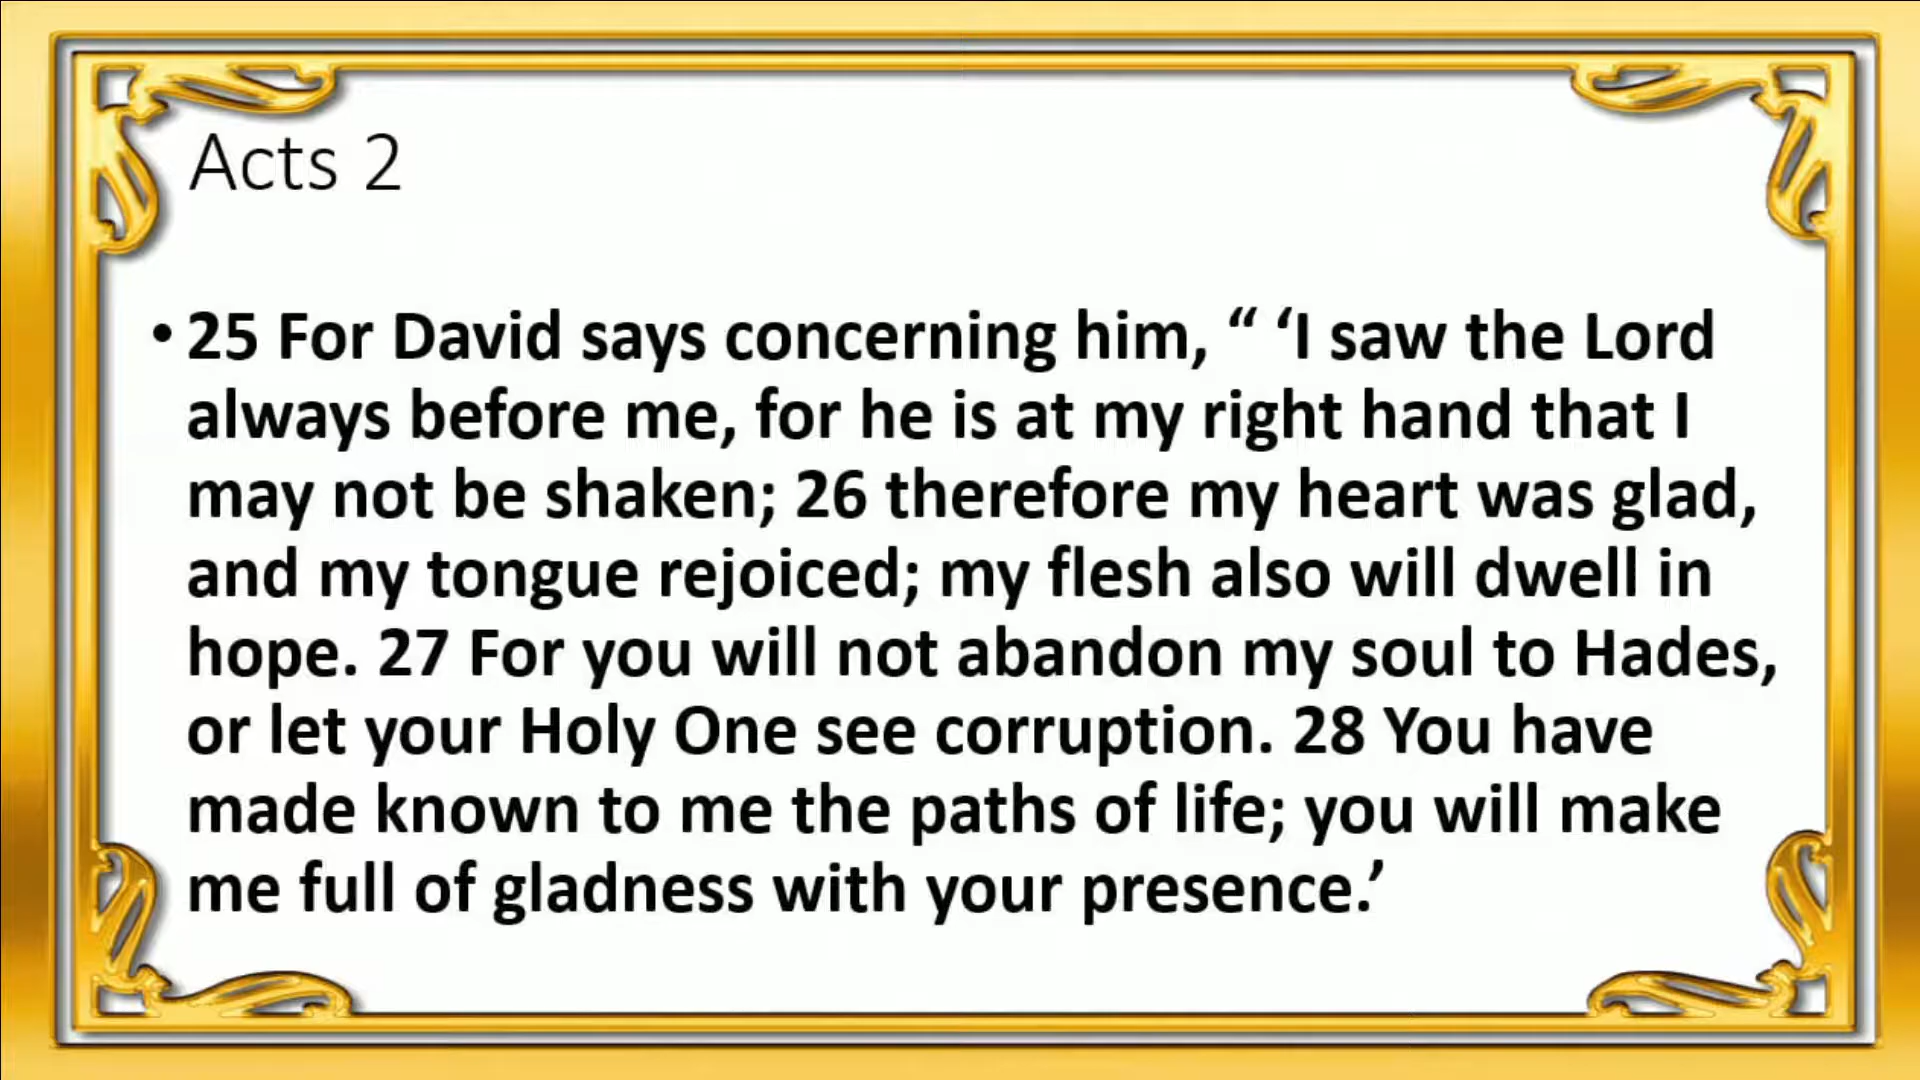 Acts 2
• 25 For David says concerning him, “ ‘I saw the Lord
always before me, for he is at my right hand that I
may not be shaken; 26 therefore my heart was glad,
and my tongue rejoiced; my flesh also will dwell in
hope. 27 For you will not abandon my soul to Hades,
or let your Holy One see corruption. 28 You have
made known to me the paths of life; you will make
me full of gladness with your presence.’